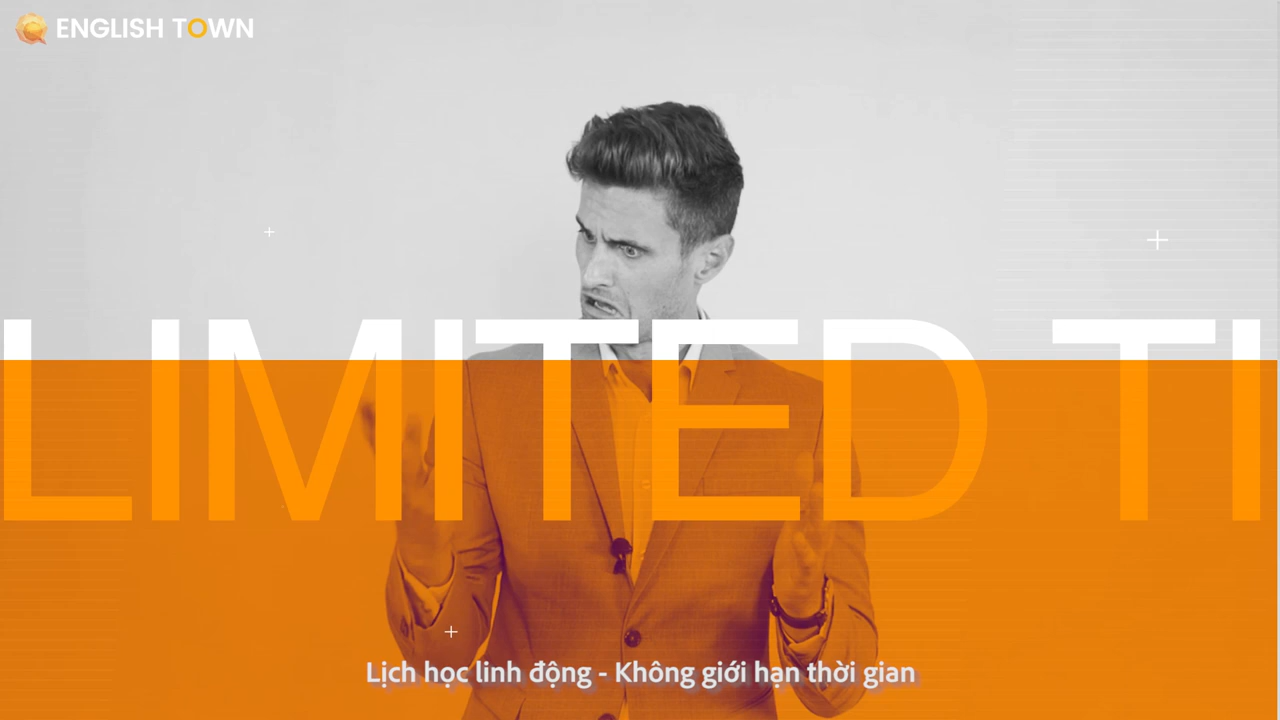 ENGLISH TOWN
LIMITED TI
Lịch học linh động - Không giới hạn thời gian